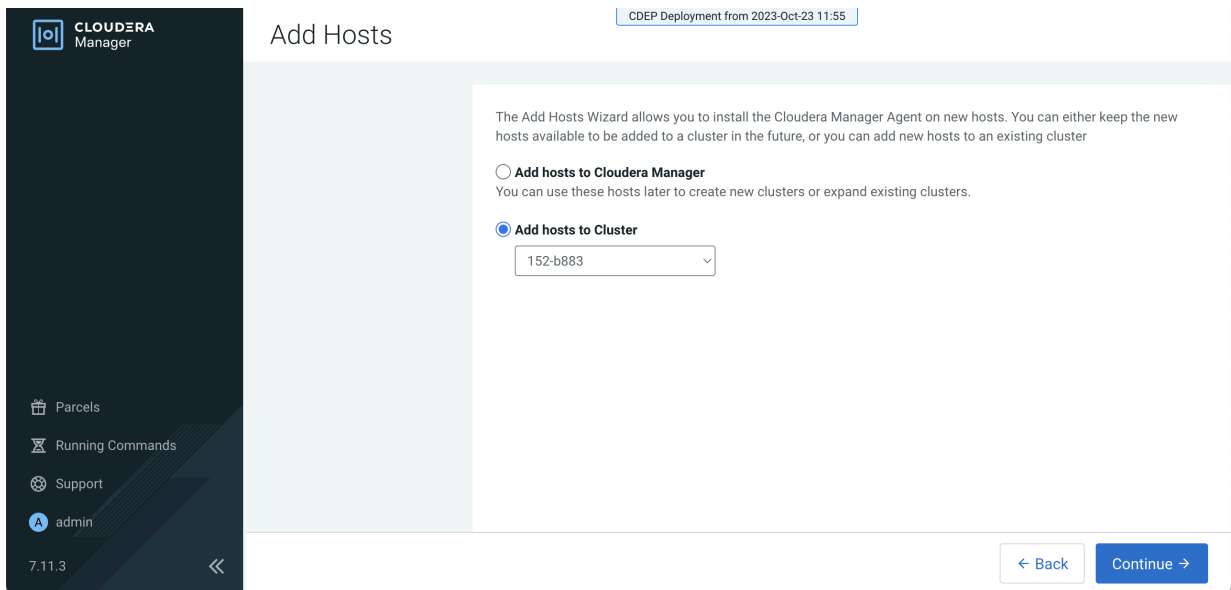 CLOUDERA
Manager
Add Hosts
CDEP Deployment from 2023-Oct-23 11:55
The Add Hosts Wizard allows you to install the Cloudera Manager Agent on new hosts. You can either keep the new
hosts available to be added to a cluster in the future, or you can add new hosts to an existing cluster
Add hosts to Cloudera Manager
You can use these hosts later to create new clusters or expand existing clusters.
Add hosts to Cluster
152-b883
Parcels
Running Commands
Support
A admin
7.11.3
← Back
Continue →